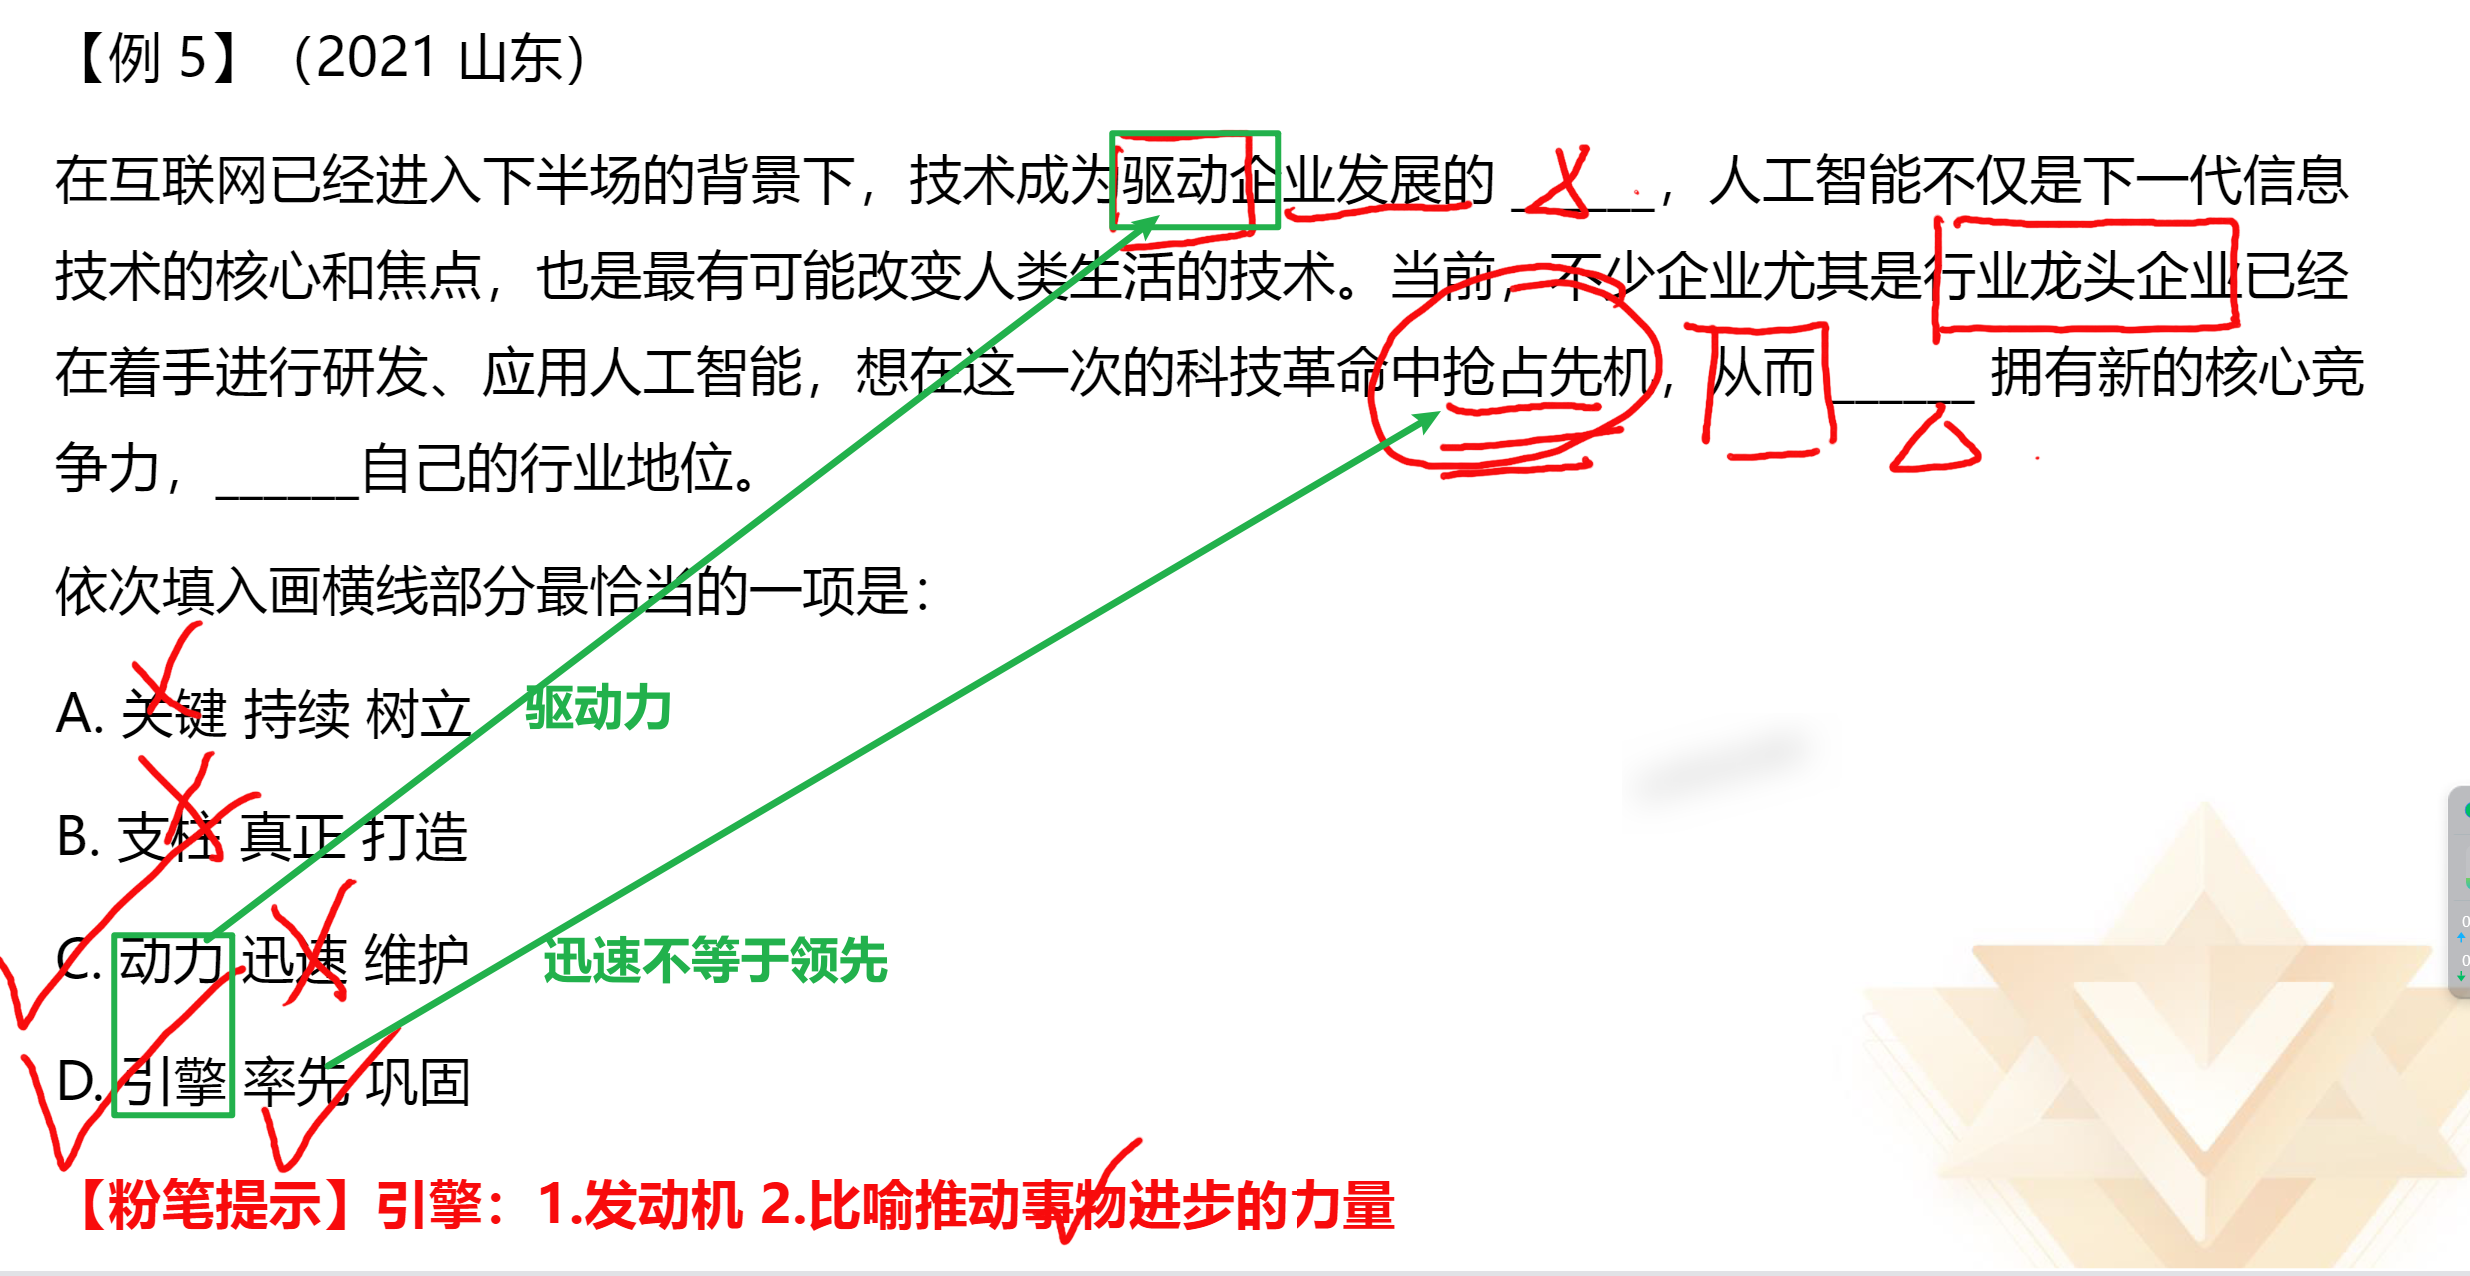 【例 5】（2021 山东）
在互联网已经进入下半场的背景下，技术成为驱动企业发展的 ______，人工智能不仅是下一代信息
技术的核心和焦点，也是最有可能改变人类生活的技术。当前，不少企业尤其是行业龙头企业已经
在着手进行研发、应用人工智能，想在这一次的科技革命中抢占先机，从而 ______ 拥有新的核心竞
争力，______自己的行业地位。
依次填入画横线部分最恰当的一项是：
A. 关键 持续 树立 驱动力
B. 支柱 真正 打造
C. 动力 迅速 维护 迅速不等于领先
D. 引擎 率先 巩固
【粉笔提示】引擎：1.发动机 2.比喻推动事物进步的力量